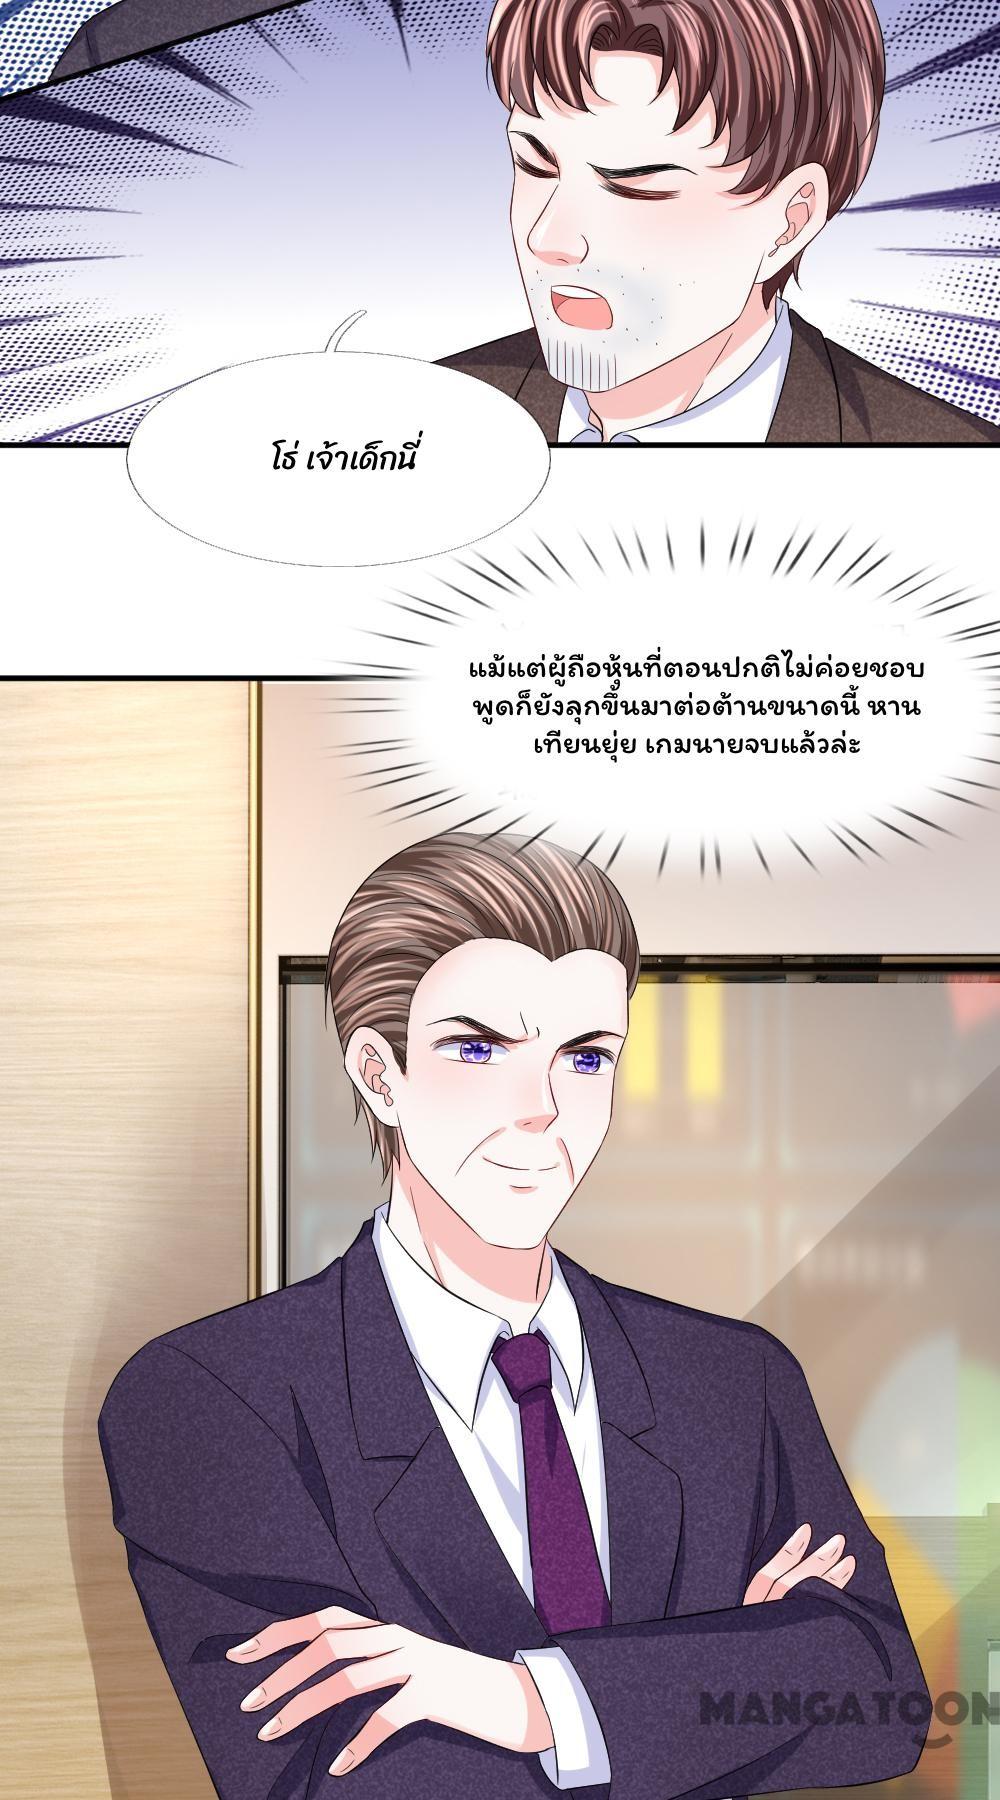 โธ่ เจ้าเด็กนี่
แม้แต่ผู้ถือหุ้นที่ตอนปกติไม่ค่อยชอบ
พูดก็ยังลุกขึ้นมาต่อต้านขนาดนี้ หาน
เทียนยุ่ย เกมนายจบแล้วล่ะ
MANGATOON